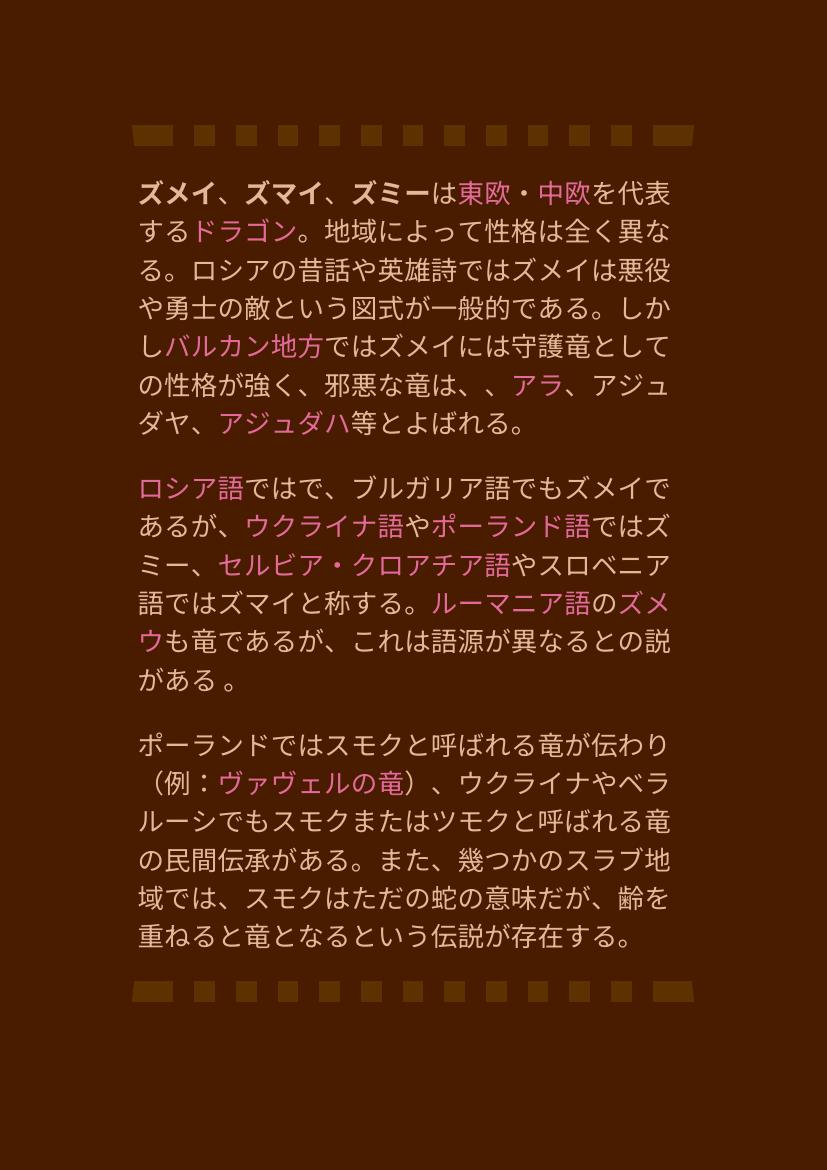 ズメイ、ズマイ、ズミーは東欧・中欧を代表
するドラゴン。地域によって性格は全く異な
る。ロシアの昔話や英雄詩ではズメイは悪役
や勇士の敵という図式が一般的である。しか
しバルカン地方ではズメイには守護竜として
の性格が強く、邪悪な竜は、、アラ、アジュ
ダヤ、アジュダハ等とよばれる。
ロシア語ではで、ブルガリア語でもズメイで
あるが、ウクライナ語やポーランド語ではズ
ミー、セルビア・クロアチア語やスロベニア
語ではズマイと称する。ルーマニア語のズメ
ウも竜であるが、これは語源が異なるとの説
がある 。
ポーランドではスモクと呼ばれる竜が伝わり
（例：ヴァヴェルの竜）、ウクライナやベラ
ルーシでもスモクまたはツモクと呼ばれる竜
の民間伝承がある。また、幾つかのスラブ地
域では、スモクはただの蛇の意味だが、齢を
重ねると竜となるという伝説が存在する。